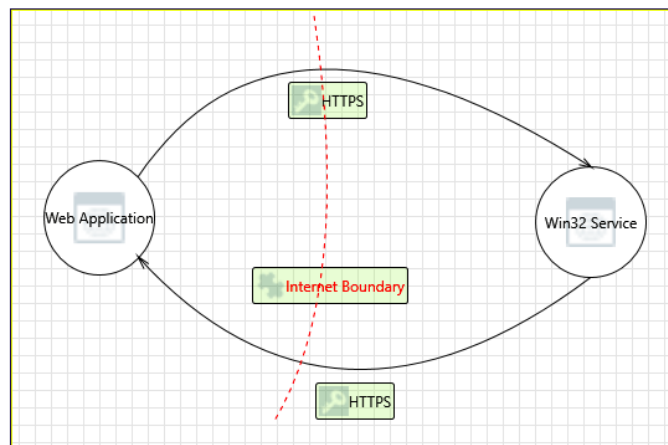 HTTPS
Web Application
Win32 Service
Internet Boundary
HTTPS